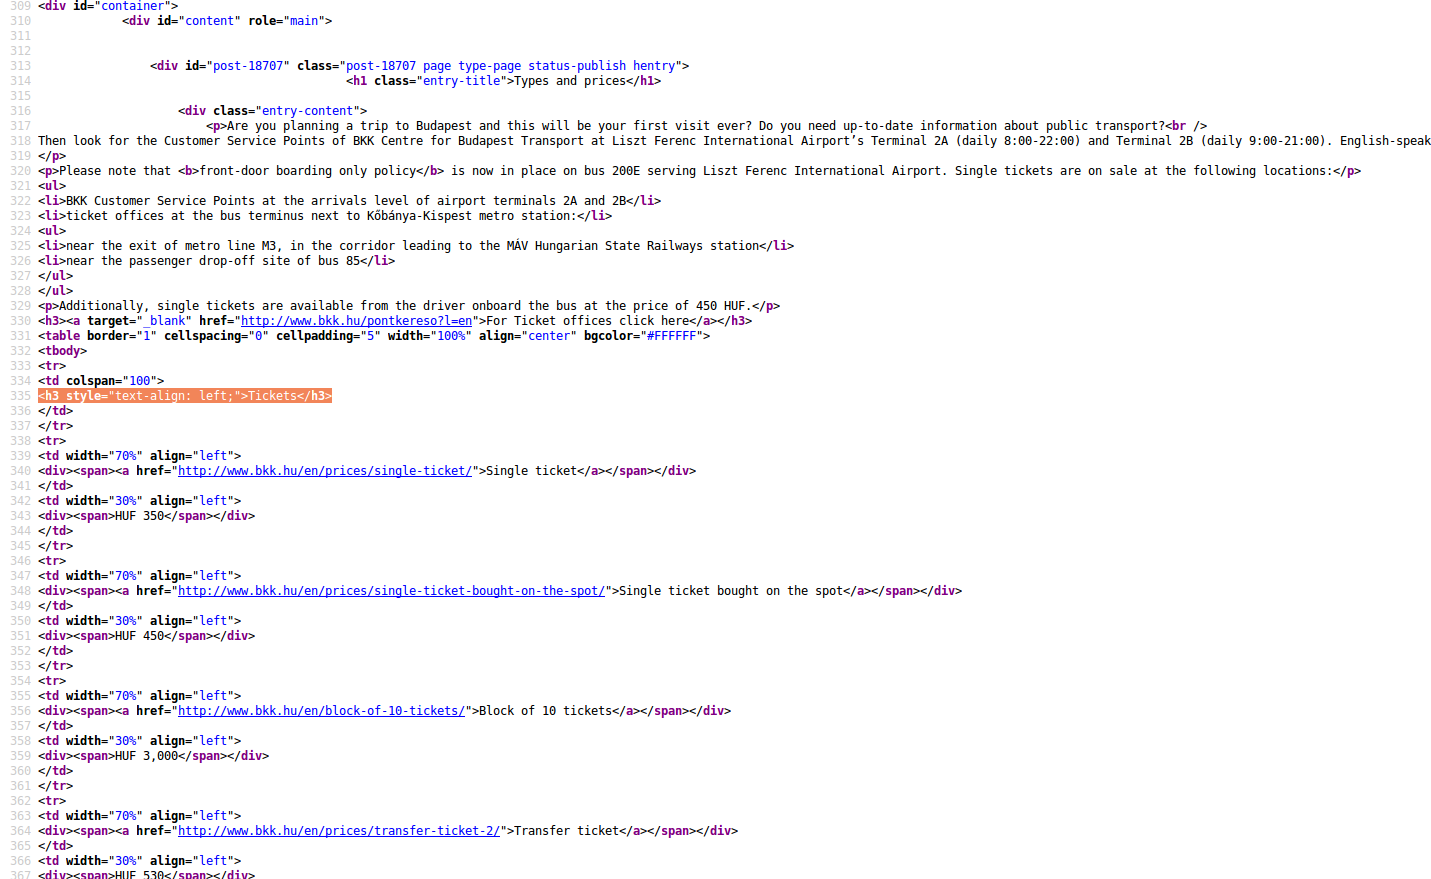 309 <div id="container">
310 <div id="content" role="main">
311
312
313 <div id="post-18707" class="post-18707 page type-page status-publish hentry">
314 <h1 class="entry-title">Types and prices</h1>
315
316 <div class="entry-content">
317 <p>Are you planning a trip to Budapest and this will be your first visit ever? Do you need up-to-date information about public transport?<br />
318 Then look for the Customer Service Points of BKK Centre for Budapest Transport at Liszt Ferenc International Airport’s Terminal 2A (daily 8:00-22:00) and Terminal 2B (daily 9:00-21:00). English-speak
319 </p>
320 <p>Please note that <b>front-door boarding only policy</b> is now in place on bus 200E serving Liszt Ferenc International Airport. Single tickets are on sale at the following locations:</p>
321 <ul>
322 <li>BKK Customer Service Points at the arrivals level of airport terminals 2A and 2B</li>
323 <li>ticket offices at the bus terminus next to Kőbánya-Kispest metro station:</li>
324 <ul>
325 <li>near the exit of metro line M3, in the corridor leading to the MÁV Hungarian State Railways station</li>
326 <li>near the passenger drop-off site of bus 85</li>
327 </ul>
328 </ul>
329 <p>Additionally, single tickets are available from the driver onboard the bus at the price of 450 HUF.</p>
330 <h3><a target="_blank" href="http://www.bkk.hu/pontkereso?l=en">For Ticket offices click here</a></h3>
331 <table border="1" cellspacing="0" cellpadding="5" width="100%" align="center" bgcolor="#FFFFFF">
332 <tbody>
333 <tr>
334 <td colspan="100">
335 <h3 style="text-align: left;">Tickets</h3>
336 </td>
337 </tr>
338 <tr>
339 <td width="70%" align="left">
340 <div><span><a href="http://www.bkk.hu/en/prices/single-ticket/">Single ticket</a></span></div>
341 </td>
342 <td width="30%" align="left">
343 <div><span>HUF 350</span></div>
344 </td>
345 </tr>
346 <tr>
347 <td width="70%" align="left">
348 <div><span><a href="http://www.bkk.hu/en/prices/single-ticket-bought-on-the-spot/">Single ticket bought on the spot</a></span></div>
349 </td>
350 <td width="30%" align="left">
351 <div><span>HUF 450</span></div>
352 </td>
353 </tr>
354 <tr>
355 <td width="70%" align="left">
356 <div><span><a href="http://www.bkk.hu/en/block-of-10-tickets/">Block of 10 tickets</a></span></div>
357 </td>
358 <td width="30%" align="left">
359 <div><span>HUF 3,000</span></div>
360 </td>
361 </tr>
362 <tr>
363 <td width="70%" align="left">
364 <div><span><a href="http://www.bkk.hu/en/prices/transfer-ticket-2/">Transfer ticket</a></span></div>
365 </td>
366 <td width="30%" align="left">
367 <div><span>HUF 530</span></div>